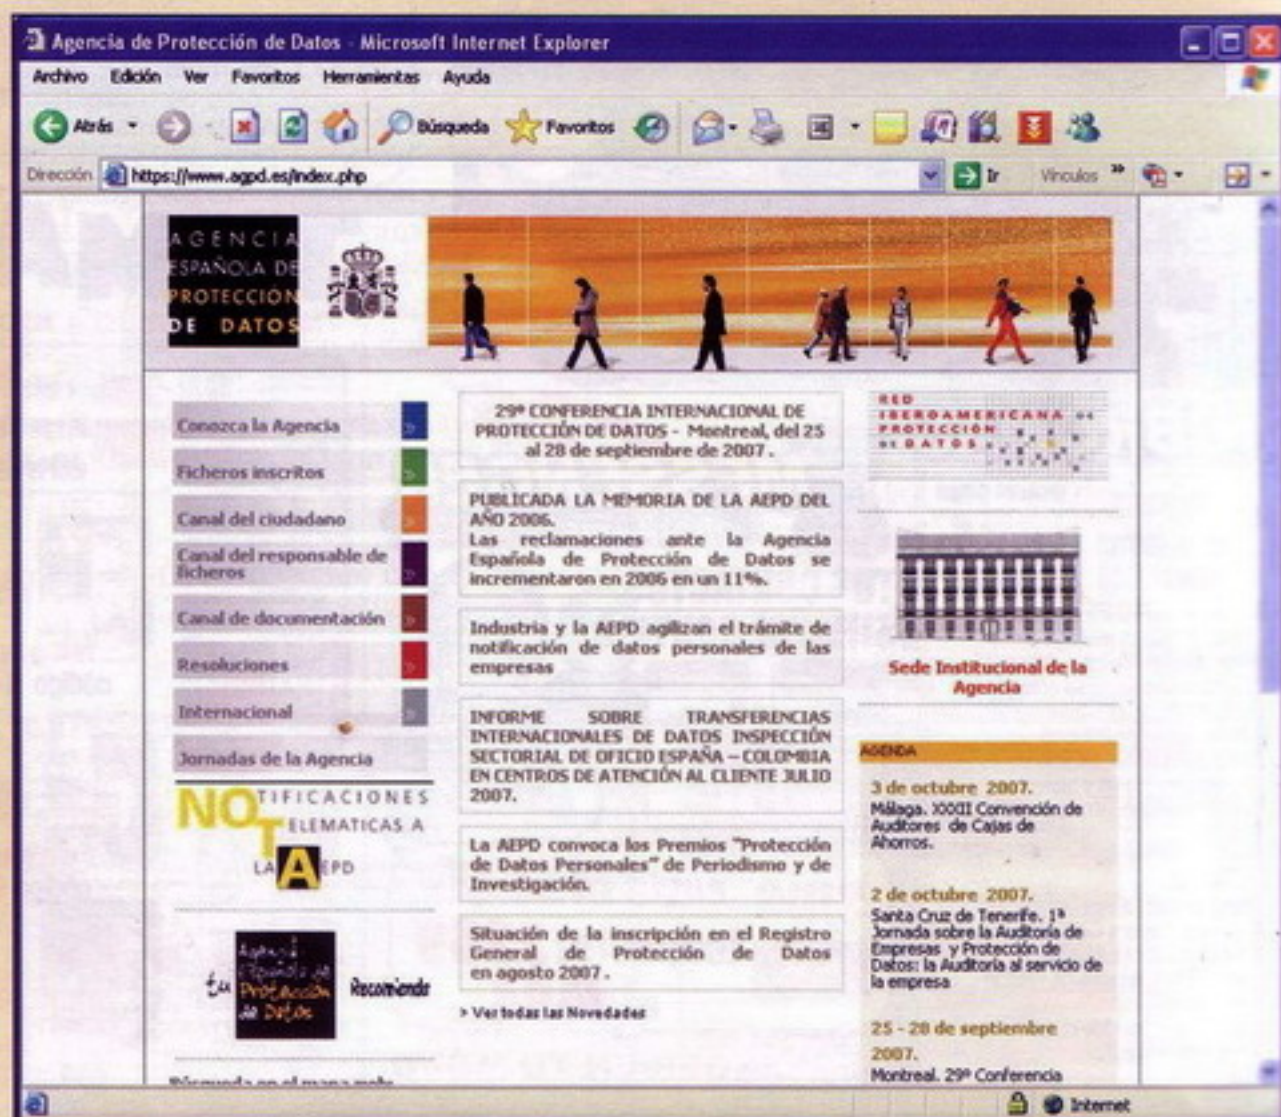 Agencia de Protección de Datos - Microsoft Internet Explorer
Archivo Edición Ver Favoritos Herramientas Ayuda
Atrás Búsqueda Favoritos
Dirección https://www.agpd.es/index.php Ir Vínculos »
AGENCIA
ESPAÑOLA DE
PROTECCIÓN
DE DATOS
Conozca la Agencia
Ficheros inscritos
Canal del ciudadano
Canal del responsable de
ficheros
Canal de documentación
Resoluciones
Internacional
Jornadas de la Agencia
NOTIFICACIONES
TELEMATICAS A
LA AEPD
tu Agencia
Española de
Protección
de Datos
Recomienda
Búsqueda en el mapa web:
29ª CONFERENCIA INTERNACIONAL DE
PROTECCIÓN DE DATOS - Montreal, del 25
al 28 de septiembre de 2007.
PUBLICADA LA MEMORIA DE LA AEPD DEL
AÑO 2006.
Las reclamaciones ante la Agencia
Española de Protección de Datos se
incrementaron en 2006 en un 11%.
Industria y la AEPD agilizan el trámite de
notificación de datos personales de las
empresas
INFORME SOBRE TRANSFERENCIAS
INTERNACIONALES DE DATOS INSPECCIÓN
SECTORIAL DE OFICIO ESPAÑA – COLOMBIA
EN CENTROS DE ATENCIÓN AL CLIENTE JULIO
2007.
La AEPD convoca los Premios "Protección
de Datos Personales" de Periodismo y de
Investigación.
Situación de la inscripción en el Registro
General de Protección de Datos
en agosto 2007.
> Ver todas las Novedades
RED
IBEROAMERICANA DE
PROTECCIÓN
DE DATOS
Sede Institucional de la
Agencia
AGENDA
3 de octubre 2007.
Málaga. XXXII Convención de
Auditores de Cajas de
Ahorros.
2 de octubre 2007.
Santa Cruz de Tenerife. 1ª
Jornada sobre la Auditoría de
Empresas y Protección de
Datos: la Auditoría al servicio de
la empresa
25 - 28 de septiembre
2007.
Montreal. 29ª Conferencia
Internet